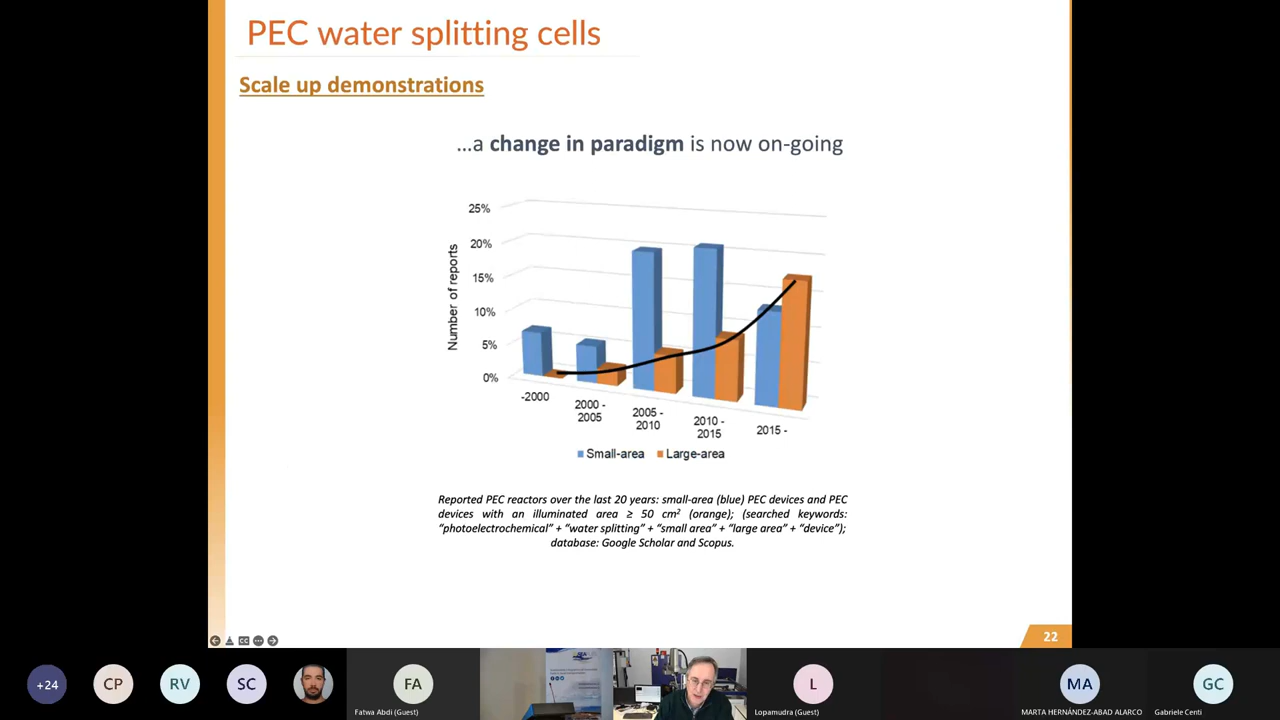 PEC water splitting cells
Scale up demonstrations
...a change in paradigm is now on-going
25%
20%
15%
10%
5%
0%
Number of reports
-2000
2000 -
2005
2005 -
2010
2010 -
2015
2015 -
Small-area
Large-area
Reported PEC reactors over the last 20 years: small-area (blue) PEC devices and PEC
devices with an illuminated area ≥ 50 cm² (orange); (searched keywords:
“photoelectrochemical” + “water splitting” + “small area” + “large area” + “device”);
database: Google Scholar and Scopus.
22
+24
CP
RV
SC
FA
L
MA
GC
Fatwa Abdi (Guest)
Lopamudra (Guest)
MARTA HERNÁNDEZ-ABAD ALARCO
Gabriele Centi